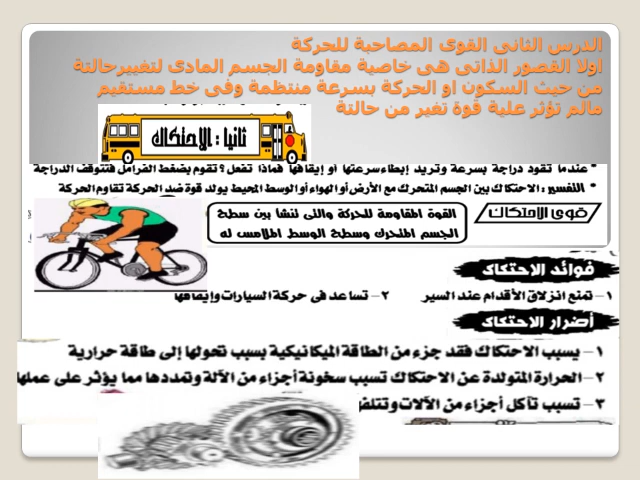 الدرس الثانى القوى المصاحبة للحركة
اولا القصور الذاتى هى خاصية مقاومة الجسم المادى لتغييرحالتة
من حيث السكون او الحركة بسرعة منتظمة وفى خط مستقيم
مالم تؤثر علية قوة تغير من حالتة
ثانيا : الاحتكاك
* عندما تقود دراجة بسرعة وتريد إبطاءسرعتها أو إيقافها فماذا تفعل ؟ تقوم بضغط الفرامل فتتوقف الدراجة
* التفسير : الاحتكاك بين الجسم المتحرك مع الأرض أو الهواء أو الوسط المحيط يولد قوة ضد الحركة تقاوم الحركة
قوى الاحتكاك
القوة المقاومة للحركة والتى تنشا بين سطح
الجسم المتحرك وسطح الوسط الملامس له
فوائد الإحتكاك
١- تمنع انزلاق الأقدام عند السير ٢- تساعد فى حركة السيارات وإيقافها
أضرار الإحتكاك
١- يسبب الاحتكاك فقد جزء من الطاقة الميكانيكية بسبب تحولها إلى طاقة حرارية
٢- الحرارة المتولدة عن الاحتكاك تسبب سخونة أجزاء من الآلة وتمددها مما يؤثر على عملها
٣- تسبب تآكل أجزاء من الآلات وتتلفها